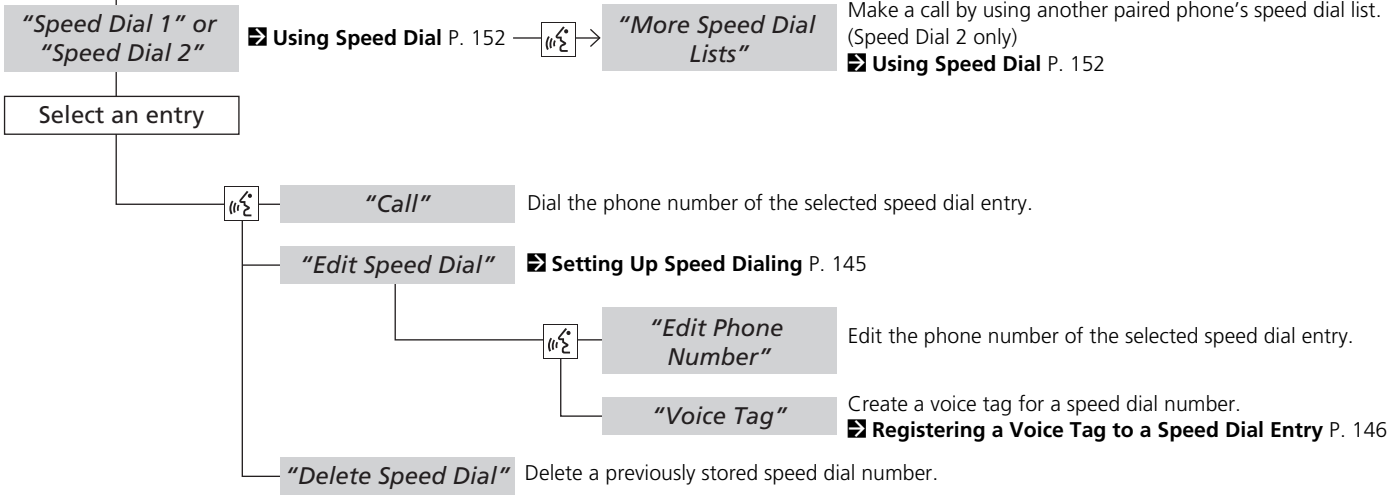 "Speed Dial 1" or
"Speed Dial 2"
Using Speed Dial P. 152
"More Speed Dial
Lists"
Make a call by using another paired phone's speed dial list.
(Speed Dial 2 only)
Using Speed Dial P. 152
Select an entry
"Call"
Dial the phone number of the selected speed dial entry.
"Edit Speed Dial"
Setting Up Speed Dialing P. 145
"Edit Phone
Number"
Edit the phone number of the selected speed dial entry.
"Voice Tag"
Create a voice tag for a speed dial number.
Registering a Voice Tag to a Speed Dial Entry P. 146
"Delete Speed Dial"
Delete a previously stored speed dial number.